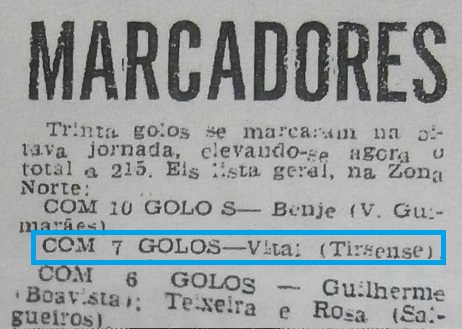 MARCADORES
Trinta golos se marcaram na oi-
tava jornada, elevando-se agora o
total a 215. Eis lista geral, na Zona
Norte:
COM 10 GOLO S— Benje (V. Gui-
marães)
COM 7 GOLOS—Vital (Tirsense)
COM 6 GOLOS — Guilherme
(Boavista); Teixeira e Rosa (Sal-
gueiros)